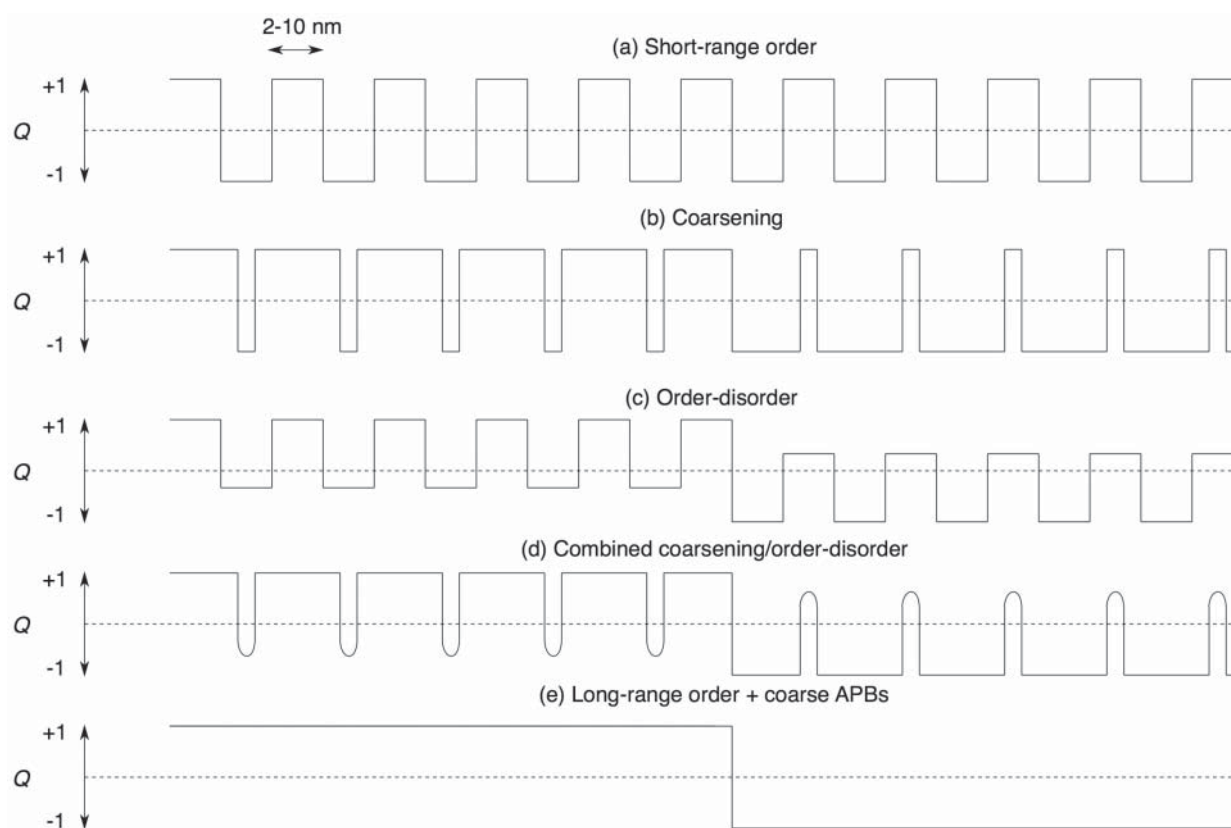 2-10 nm
(a) Short-range order
+1
Q
-1
(b) Coarsening
+1
Q
-1
(c) Order-disorder
+1
Q
-1
(d) Combined coarsening/order-disorder
+1
Q
-1
(e) Long-range order + coarse APBs
+1
Q
-1